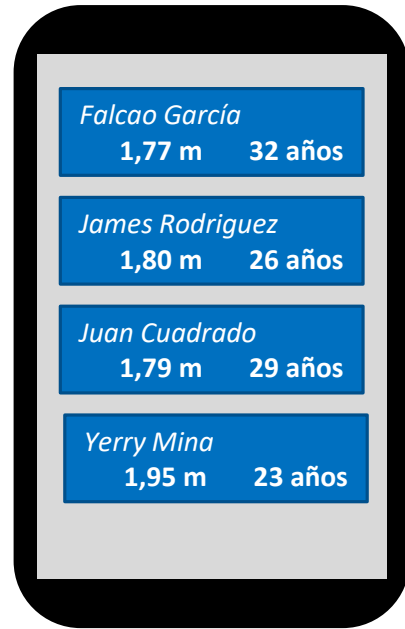 Falcao García
1,77 m 32 años
James Rodriguez
1,80 m 26 años
Juan Cuadrado
1,79 m 29 años
Yerry Mina
1,95 m 23 años